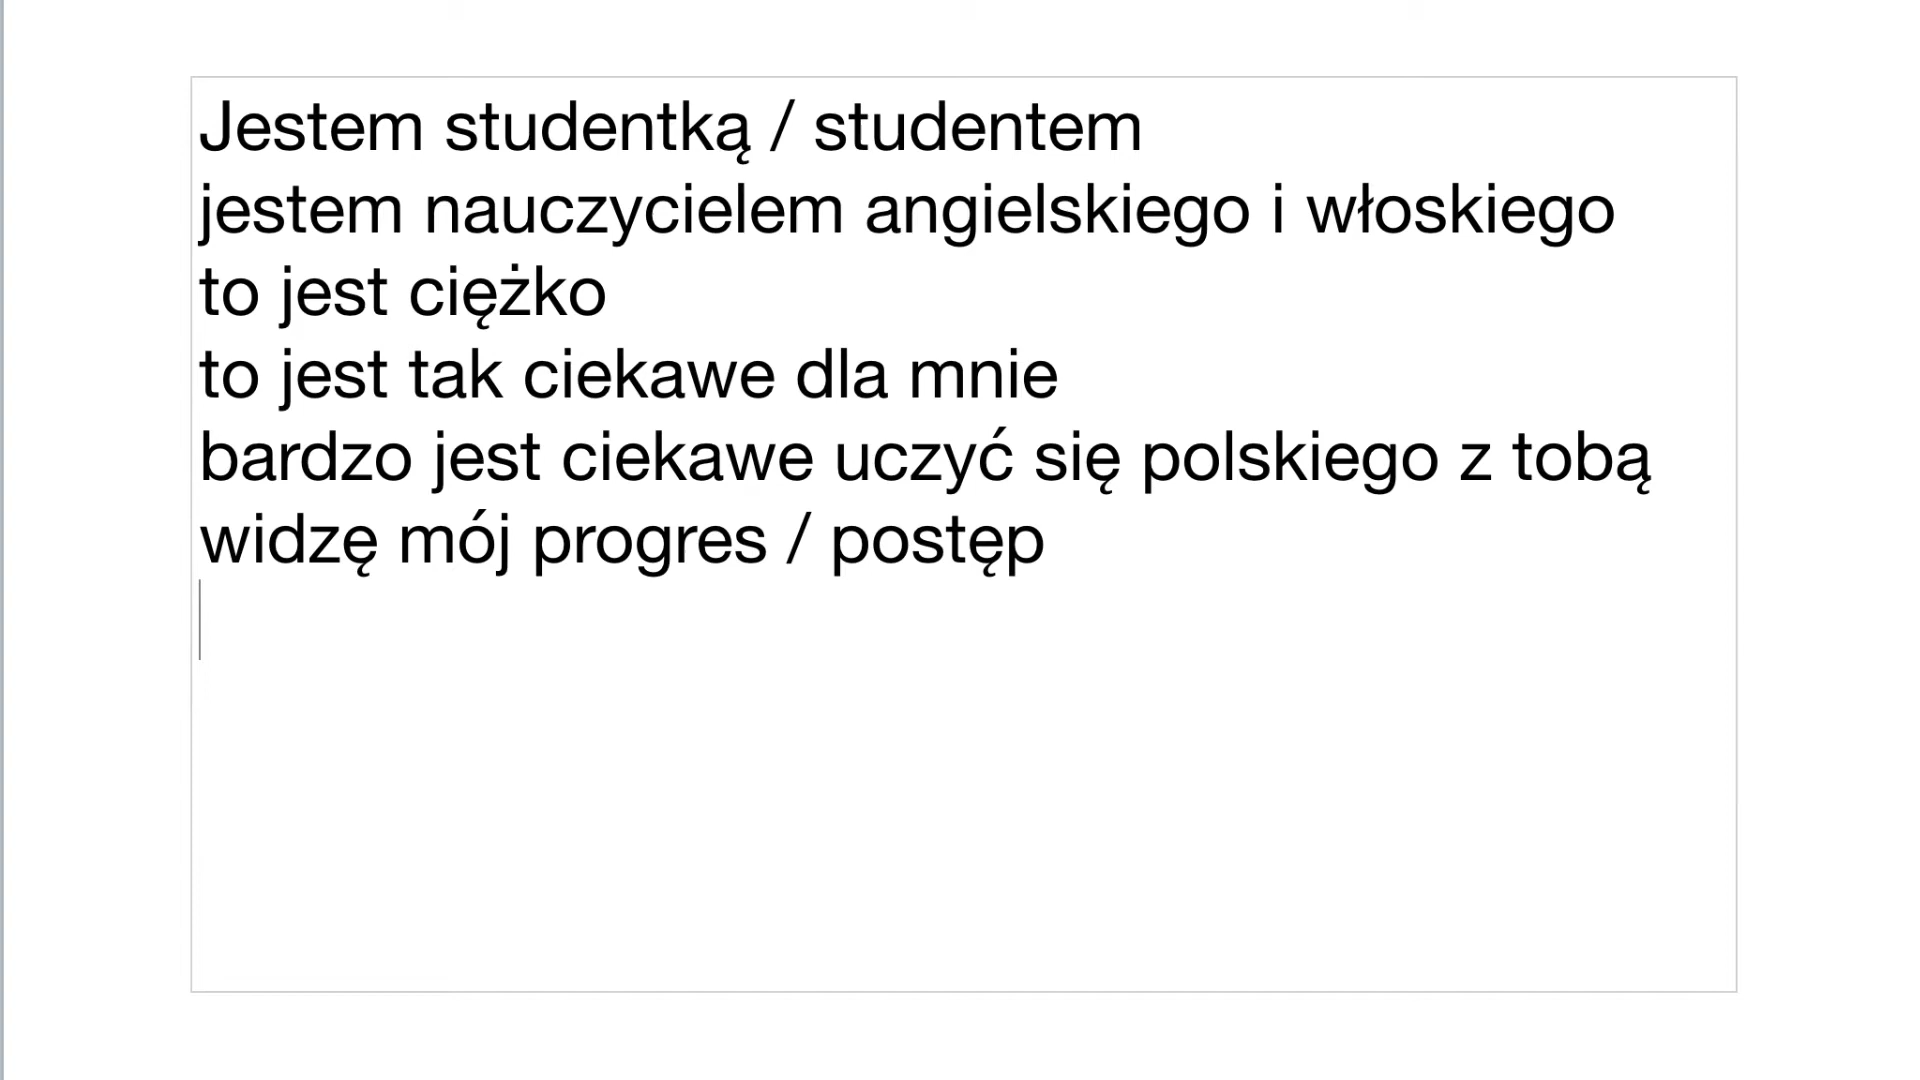 Jestem studentką / studentem
jestem nauczycielem angielskiego i włoskiego
to jest ciężko
to jest tak ciekawe dla mnie
bardzo jest ciekawe uczyć się polskiego z tobą
widzę mój progres / postęp